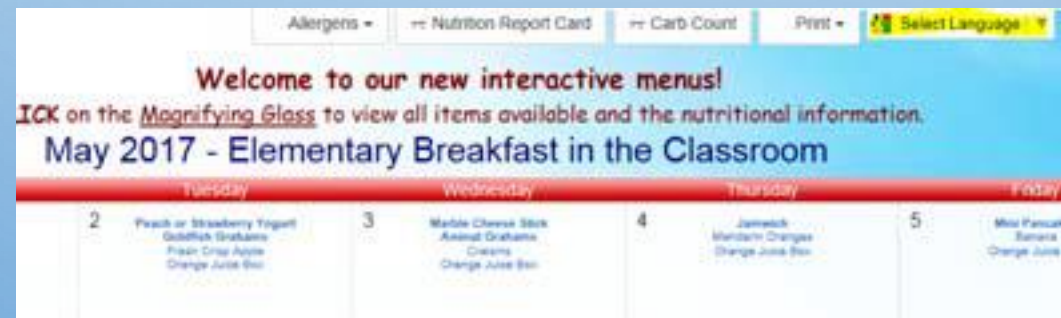 Allergens Nutrition Report Card Carb Count Print Select Language
Welcome to our new interactive menus!
ICK on the Magnifying Glass to view all items available and the nutritional information.
May 2017 - Elementary Breakfast in the Classroom
Tuesday Wednesday Thursday Friday
2 Peach or Strawberry Yogurt
Goldfish Grahams
Fresh Crisp Apple
Orange Juice Box
3 Marble Cheese Stick
Animal Grahams
Craisins
Orange Juice Box
4 Jamwich
Mandarin Oranges
Orange Juice Box
5 Mini Pancak
Banana
Orange Juice